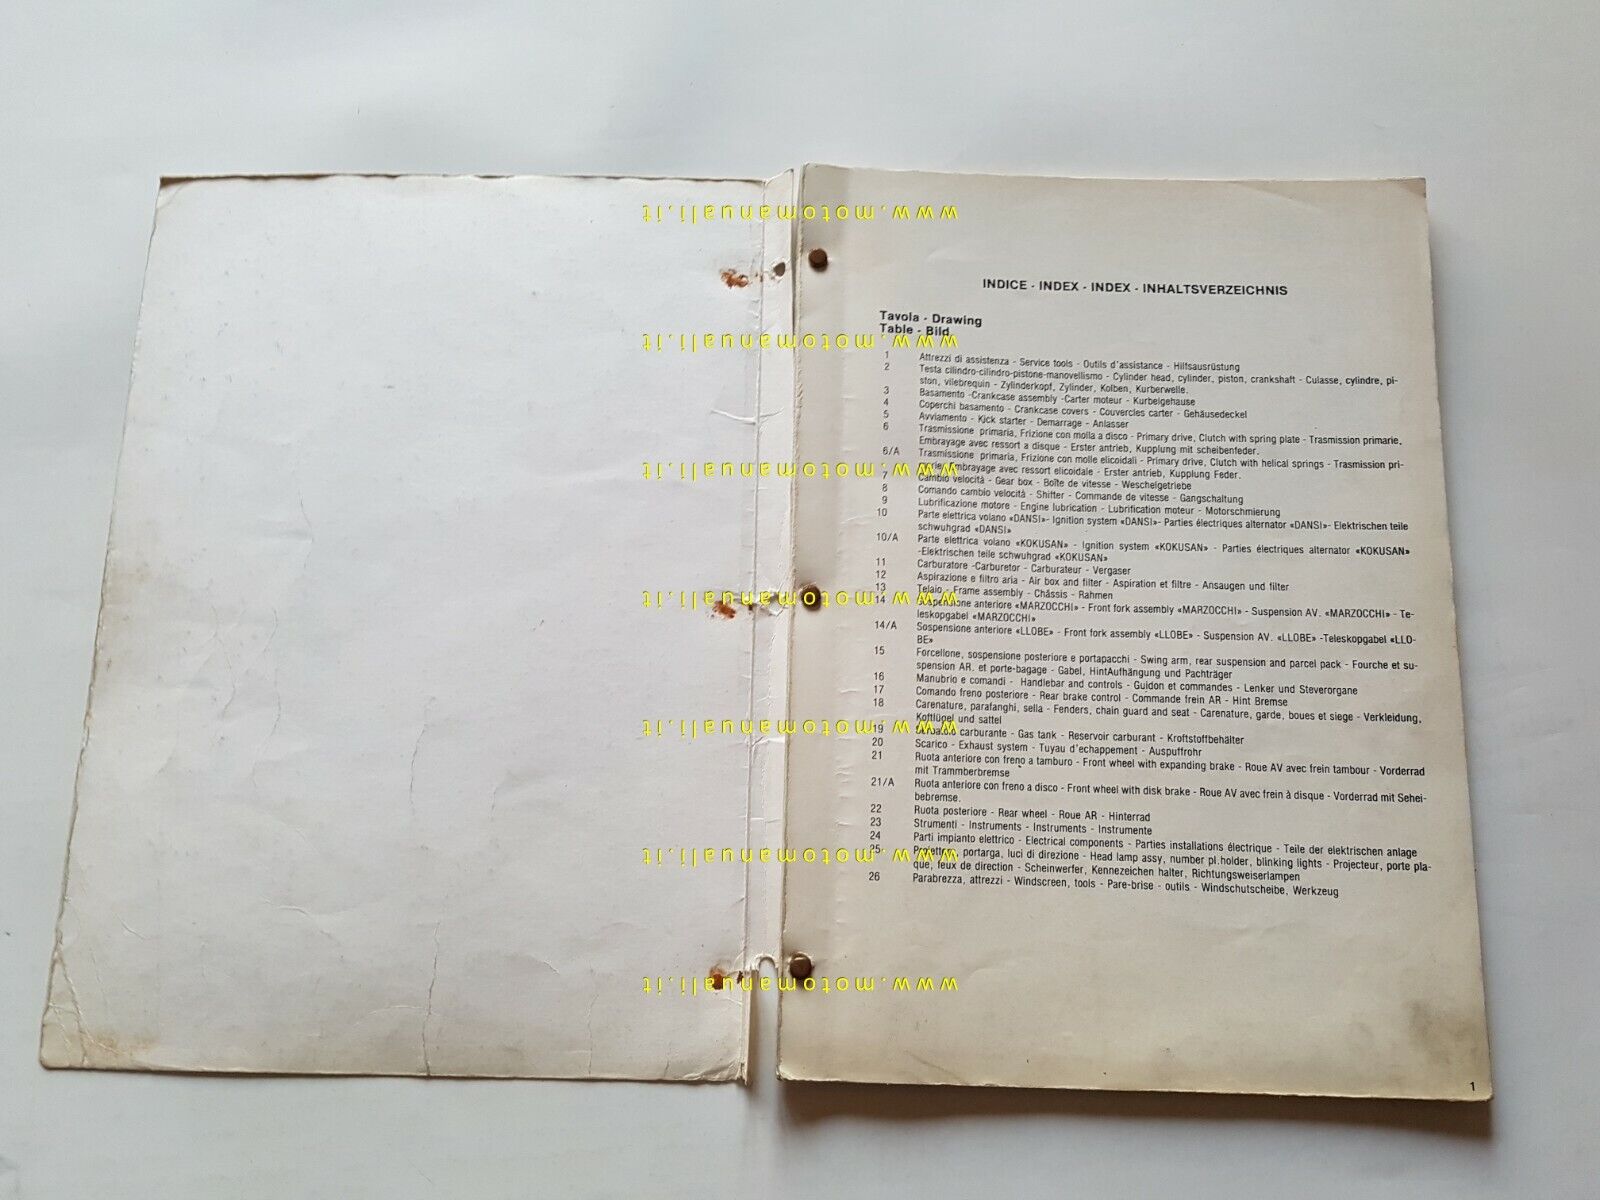 INDICE - INDEX - INDEX - INHALTSVERZEICHNIS
Tavola - Drawing
Table - Bild
1 Attrezzi di assistenza - Service tools - Outils d'assistance - Hilfsausrüstung
2 Testa cilindro-cilindro-pistone-manovellismo - Cylinder head, cylinder, piston, crankshaft - Culasse, cylindre, pi-
ston, vilebrequin - Zylinderkopf, Zylinder, Kolben, Kurberwelle.
3 Basamento -Crankcase assembly -Carter moteur - Kurbelgehause
4 Coperchi basamento - Crankcase covers - Couvercles carter - Gehäusedeckel
5 Avviamento - Kick starter - Demarrage - Anlasser
6 Trasmissione primaria, Frizione con molla a disco - Primary drive, Clutch with spring plate - Trasmission primarie,
Embrayage avec ressort a disque - Erster antrieb, Kupplung mit scheibenfeder.
6/A Trasmissione primaria, Frizione con molle elicoidali - Primary drive, Clutch with helical springs - Trasmission pri-
Embrayage avec ressort elicoidale - Erster antrieb, Kupplung Feder.
7 Cambio velocità - Gear box - Boîte de vitesse - Weschelgetriebe
8 Comando cambio velocità - Shifter - Commande de vitesse - Gangschaltung
9 Lubrificazione motore - Engine lubrication - Lubrification moteur - Motorschmierung
10 Parte elettrica volano «DANSI»- Ignition system «DANSI»- Parties électriques alternator «DANSI»- Elektrischen teile
schwuhgrad «DANSI»
10/A Parte elettrica volano «KOKUSAN» - Ignition system «KOKUSAN» - Parties électriques alternator «KOKUSAN»
-Elektrischen teile schwuhgrad «KOKUSAN»
11 Carburatore -Carburetor - Carburateur - Vergaser
12 Aspirazione e filtro aria - Air box and filter - Aspiration et filtre - Ansaugen und filter
13 Telaio - Frame assembly - Châssis - Rahmen
14 Sospensione anteriore «MARZOCCHI» - Front fork assembly «MARZOCCHI» - Suspension AV. «MARZOCCHI» - Te-
leskopgabel «MARZOCCHI»
14/A Sospensione anteriore «LLOBE» - Front fork assembly «LLOBE» - Suspension AV. «LLOBE» -Teleskopgabel «LLO-
BE»
15 Forcellone, sospensione posteriore e portapacchi - Swing arm, rear suspension and parcel pack - Fourche et su-
spension AR. et porte-bagage - Gabel, HintAufhängung und Pachträger
16 Manubrio e comandi - Handlebar and controls - Guidon et commandes - Lenker und Steverorgane
17 Comando freno posteriore - Rear brake control - Commande frein AR - Hint Bremse
18 Carenature, parafanghi, sella - Fenders, chain guard and seat - Carenature, garde, boues et siege - Verkleidung,
Kotflügel und sattel
19 Serbatoio carburante - Gas tank - Reservoir carburant - Kroftstoffbehälter
20 Scarico - Exhaust system - Tuyau d'echappement - Auspuffrohr
21 Ruota anteriore con freno a tamburo - Front wheel with expanding brake - Roue AV avec frein tambour - Vorderrad
mit Trammberbremse
21/A Ruota anteriore con freno a disco - Front wheel with disk brake - Roue AV avec frein à disque - Vorderrad mit Sehei-
bebremse.
22 Ruota posteriore - Rear wheel - Roue AR - Hinterrad
23 Strumenti - Instruments - Instruments - Instrumente
24 Parti impianto elettrico - Electrical components - Parties installations électrique - Teile der elektrischen anlage
25 Proiettore, portarga, luci di direzione - Head lamp assy, number pl.holder, blinking lights - Projecteur, porte pla-
que, feux de direction - Scheinwerfer, Kennezeichen halter, Richtungsweiserlampen
26 Parabrezza, attrezzi - Windscreen, tools - Pare-brise - outils - Windschutscheibe, Werkzeug
1
www.motomanuali.it
www.motomanuali.it
www.motomanuali.it
www.motomanuali.it
www.motomanuali.it
www.motomanuali.it
www.motomanuali.it